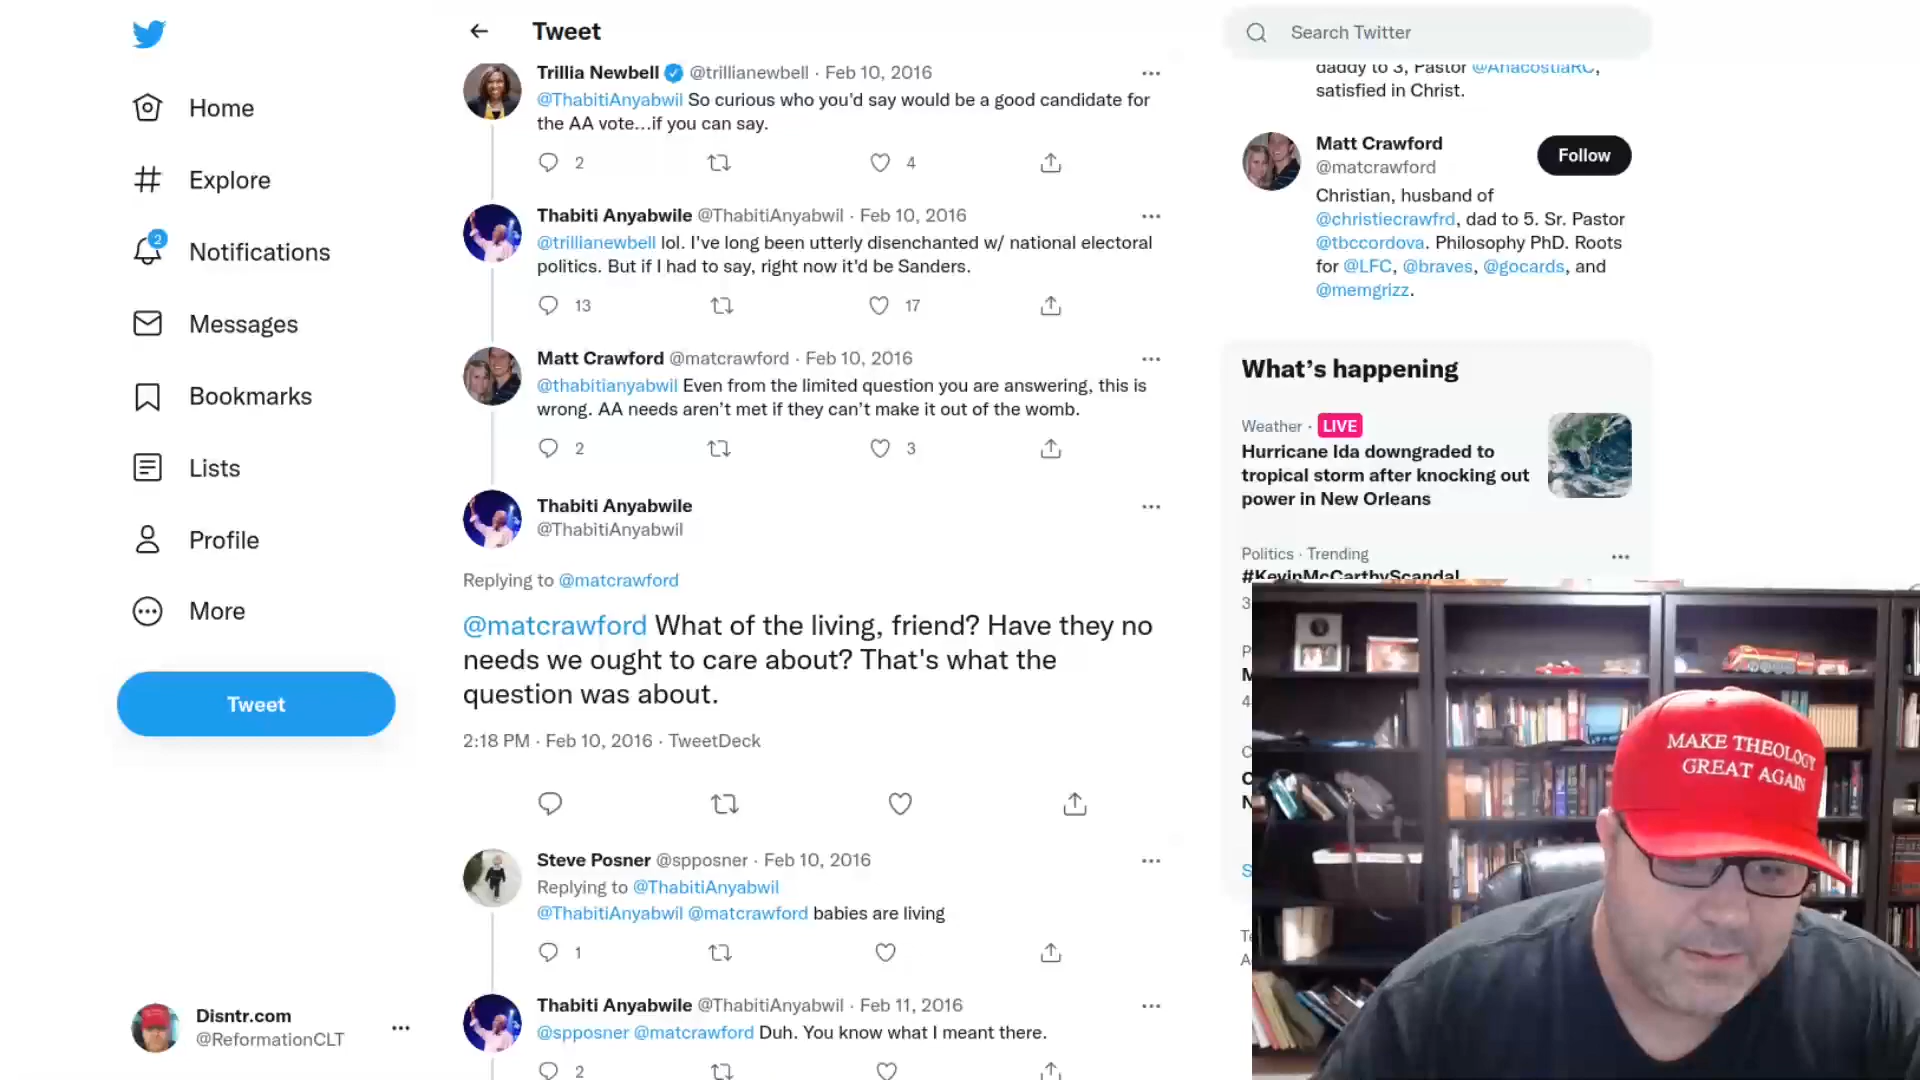 Home
Explore
2
Notifications
Messages
Bookmarks
Lists
Profile
More
Tweet
Disntr.com
@ReformationCLT
Tweet
Trillia Newbell @trillianewbell · Feb 10, 2016
@ThabitiAnyabwil So curious who you'd say would be a good candidate for
the AA vote...if you can say.
2 4
Thabiti Anyabwile @ThabitiAnyabwil · Feb 10, 2016
@trillianewbell lol. I've long been utterly disenchanted w/ national electoral
politics. But if I had to say, right now it'd be Sanders.
13 17
Matt Crawford @matcrawford · Feb 10, 2016
@thabitianyabwil Even from the limited question you are answering, this is
wrong. AA needs aren't met if they can't make it out of the womb.
2 3
Thabiti Anyabwile
@ThabitiAnyabwil
Replying to @matcrawford
@matcrawford What of the living, friend? Have they no
needs we ought to care about? That's what the
question was about.
2:18 PM · Feb 10, 2016 · TweetDeck
Steve Posner @spposner · Feb 10, 2016
Replying to @ThabitiAnyabwil
@ThabitiAnyabwil @matcrawford babies are living
1
Thabiti Anyabwile @ThabitiAnyabwil · Feb 11, 2016
@spposner @matcrawford Duh. You know what I meant there.
2
Search Twitter
daddy to 3, Pastor @AnacostiaRC,
satisfied in Christ.
Matt Crawford
@matcrawford
Follow
Christian, husband of
@christiecrawfrd, dad to 5. Sr. Pastor
@tbccordova. Philosophy PhD. Roots
for @LFC, @braves, @gocards, and
@memgrizz.
What's happening
Weather · LIVE
Hurricane Ida downgraded to
tropical storm after knocking out
power in New Orleans
Politics · Trending
#KevinMcCarthyScandal
MAKE THEOLOGY
GREAT AGAIN